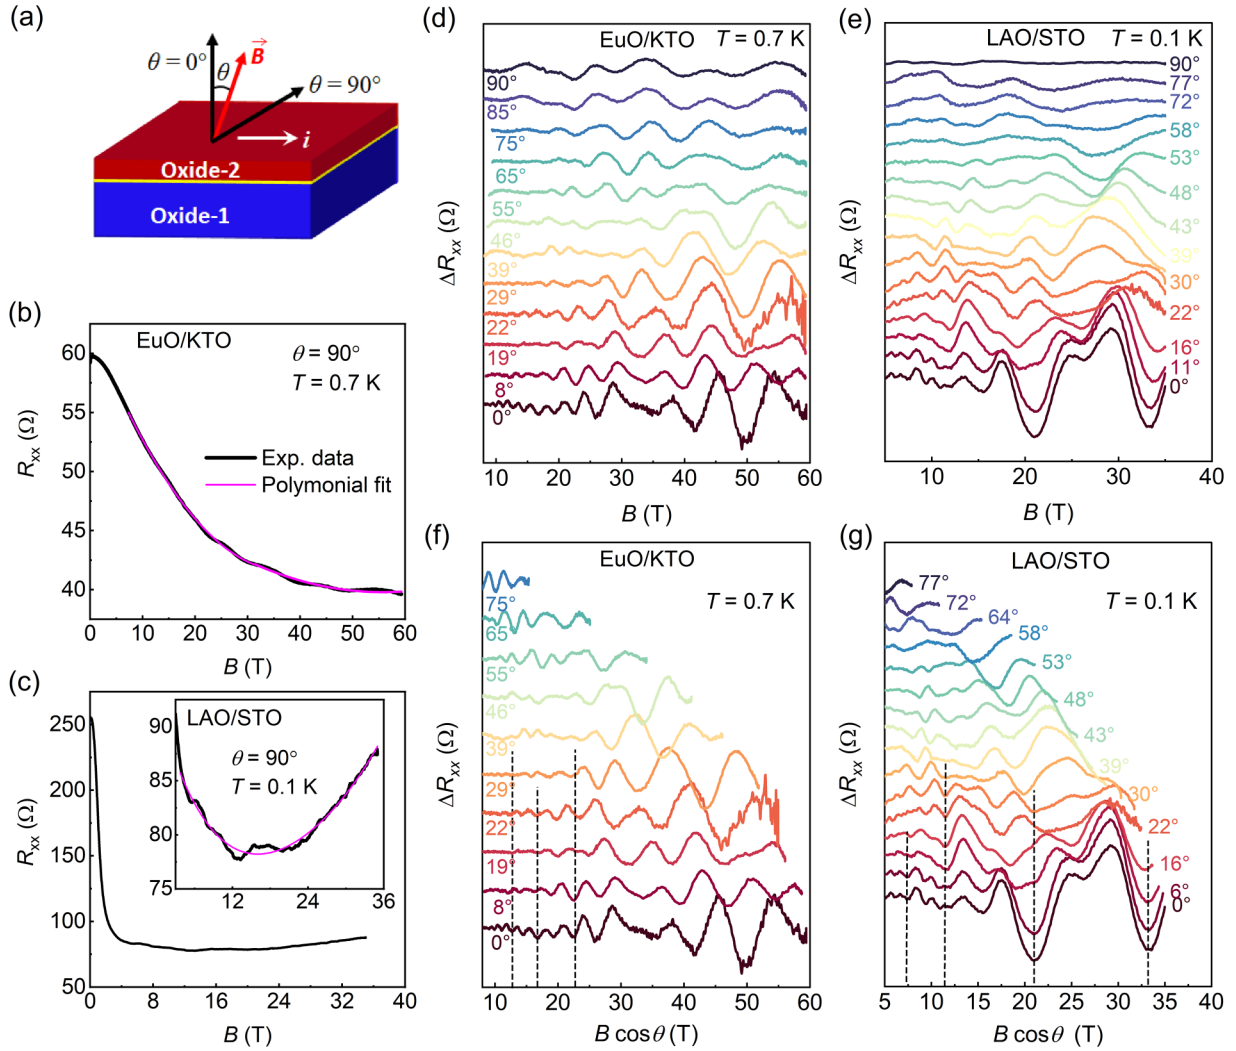 (a)
θ = 0°
θ
B
θ = 90°
i
Oxide-2
Oxide-1
(b)
EuO/KTO
θ = 90°
T = 0.7 K
Exp. data
Polymonial fit
60
55
50
45
40
0 10 20 30 40 50 60
Rxx (Ω)
B (T)
(c)
LAO/STO
θ = 90°
T = 0.1 K
90
85
80
75
12 24 36
250
200
150
100
50
0 8 16 24 32 40
Rxx (Ω)
B (T)
(d)
EuO/KTO T = 0.7 K
90°
85°
75°
65°
55°
46°
39°
29°
22°
19°
8°
0°
ΔRxx (Ω)
10 20 30 40 50 60
B (T)
(e)
LAO/STO T = 0.1 K
90°
77°
72°
58°
53°
48°
43°
39°
30°
22°
16°
11°
0°
ΔRxx (Ω)
10 20 30 40
B (T)
(f)
EuO/KTO
T = 0.7 K
75°
65°
55°
46°
39°
29°
22°
19°
8°
0°
ΔRxx (Ω)
10 20 30 40 50 60
B cosθ (T)
(g)
LAO/STO
T = 0.1 K
77°
72°
64°
58°
53°
48°
43°
39°
30°
22°
16°
6°
0°
ΔRxx (Ω)
5 10 15 20 25 30 35 40
B cosθ (T)